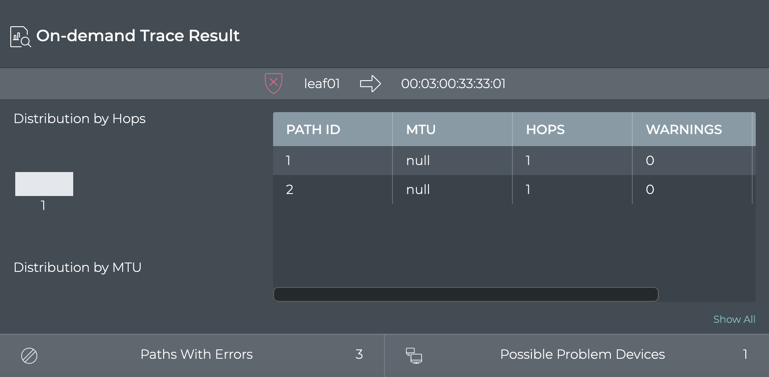 On-demand Trace Result
leaf01 00:03:00:33:33:01
Distribution by Hops
1
Distribution by MTU
PATH ID MTU HOPS WARNINGS
1 null 1 0
2 null 1 0
Show All
Paths With Errors 3
Possible Problem Devices 1